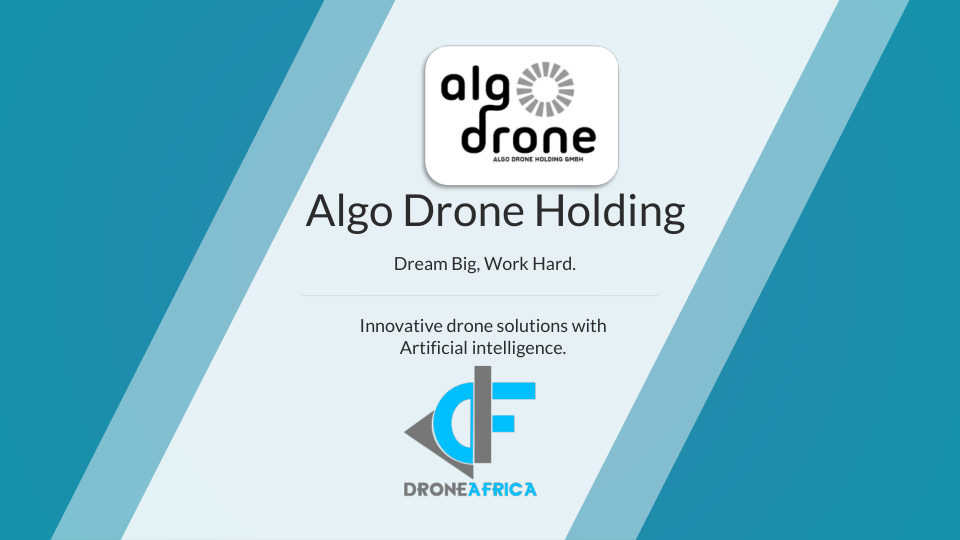 alg
drone
ALGO DRONE HOLDING GMBH
Algo Drone Holding
Dream Big, Work Hard.
Innovative drone solutions with
Artificial intelligence.
DRONEAFRICA